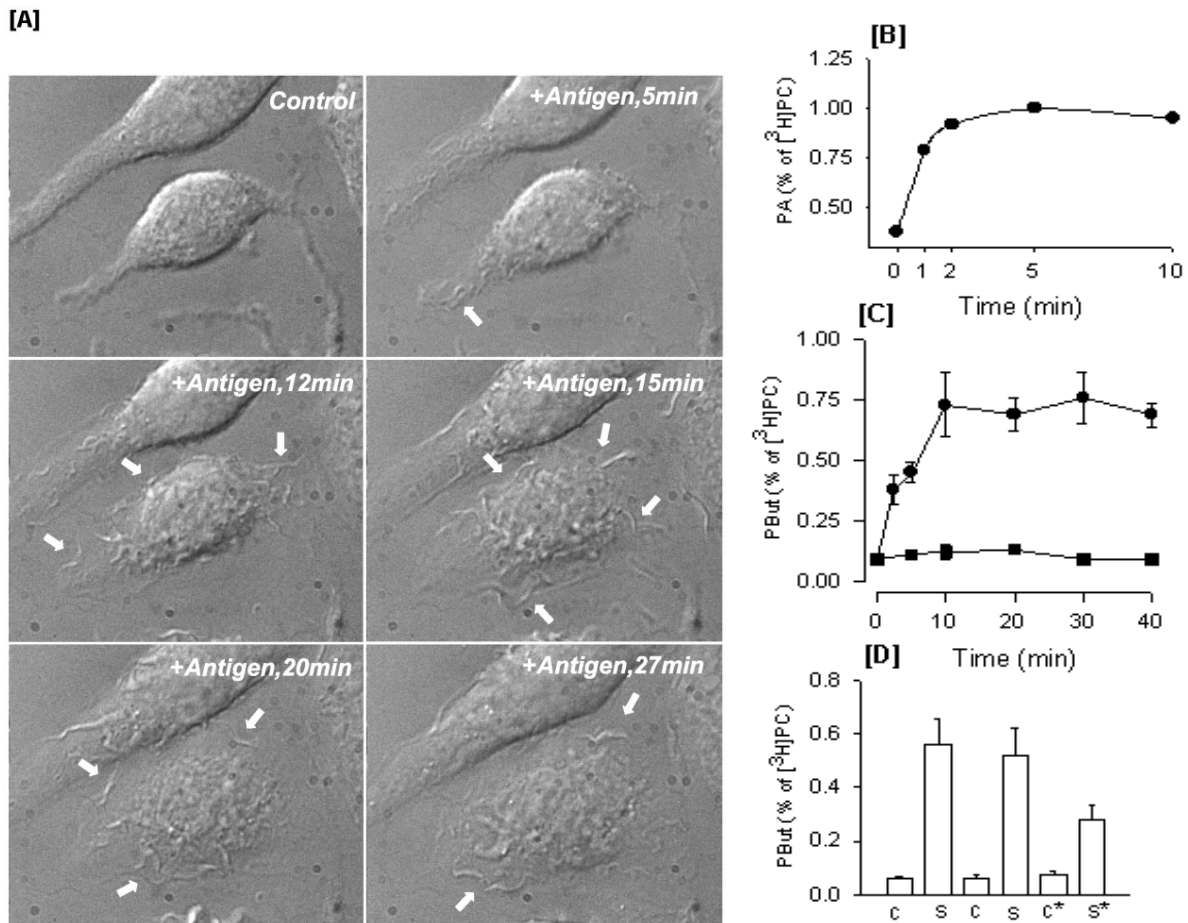 [A]
Control
+Antigen,5min
+Antigen,12min
+Antigen,15min
+Antigen,20min
+Antigen,27min
[B]
PA (% of [³H]PC)
1.25
1.00
0.75
0.50
0 1 2 5 10
Time (min)
[C]
PBut (% of [³H]PC)
1.00
0.75
0.50
0.25
0.00
0 10 20 30 40
Time (min)
[D]
PBut (% of [³H]PC)
0.8
0.6
0.4
0.2
0.0
C S C S C* S*